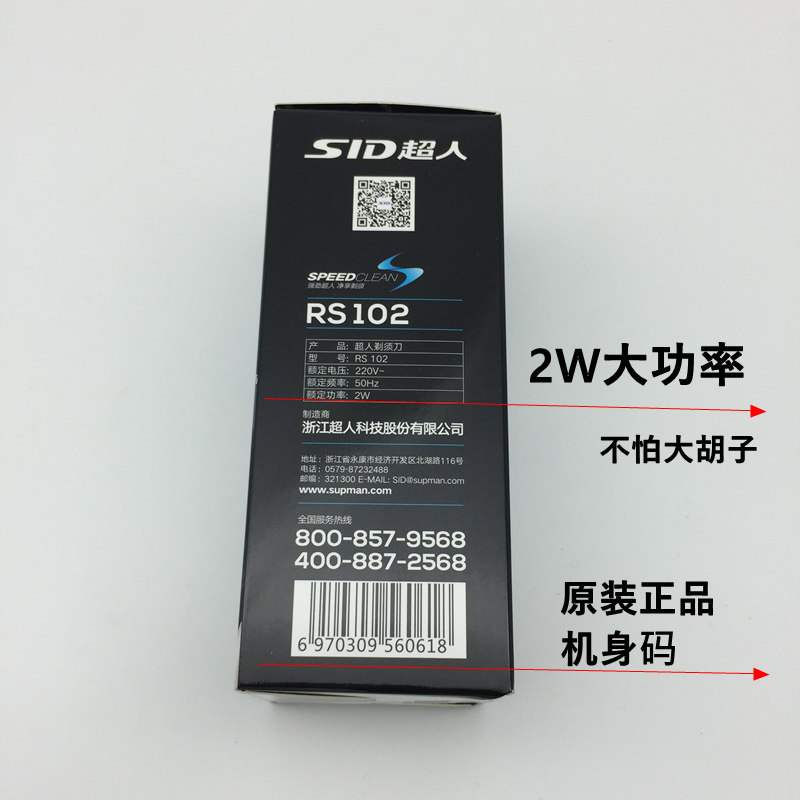 SID超人
SID
SPEEDCLEAN
强劲超人 净享剃须
RS 102
产 品: 超人剃须刀
型 号: RS 102
额定电压: 220V~
额定频率: 50Hz
额定功率: 2W
制造商
浙江超人科技股份有限公司
地址: 浙江省永康市经济开发区北湖路116号
电话: 0579-87232488
邮编: 321300 E-MAIL: SID@supman.com
www.supman.com
全国服务热线
800-857-9568
400-887-2568
6 970309 560618
2W大功率
不怕大胡子
原装正品
机身码